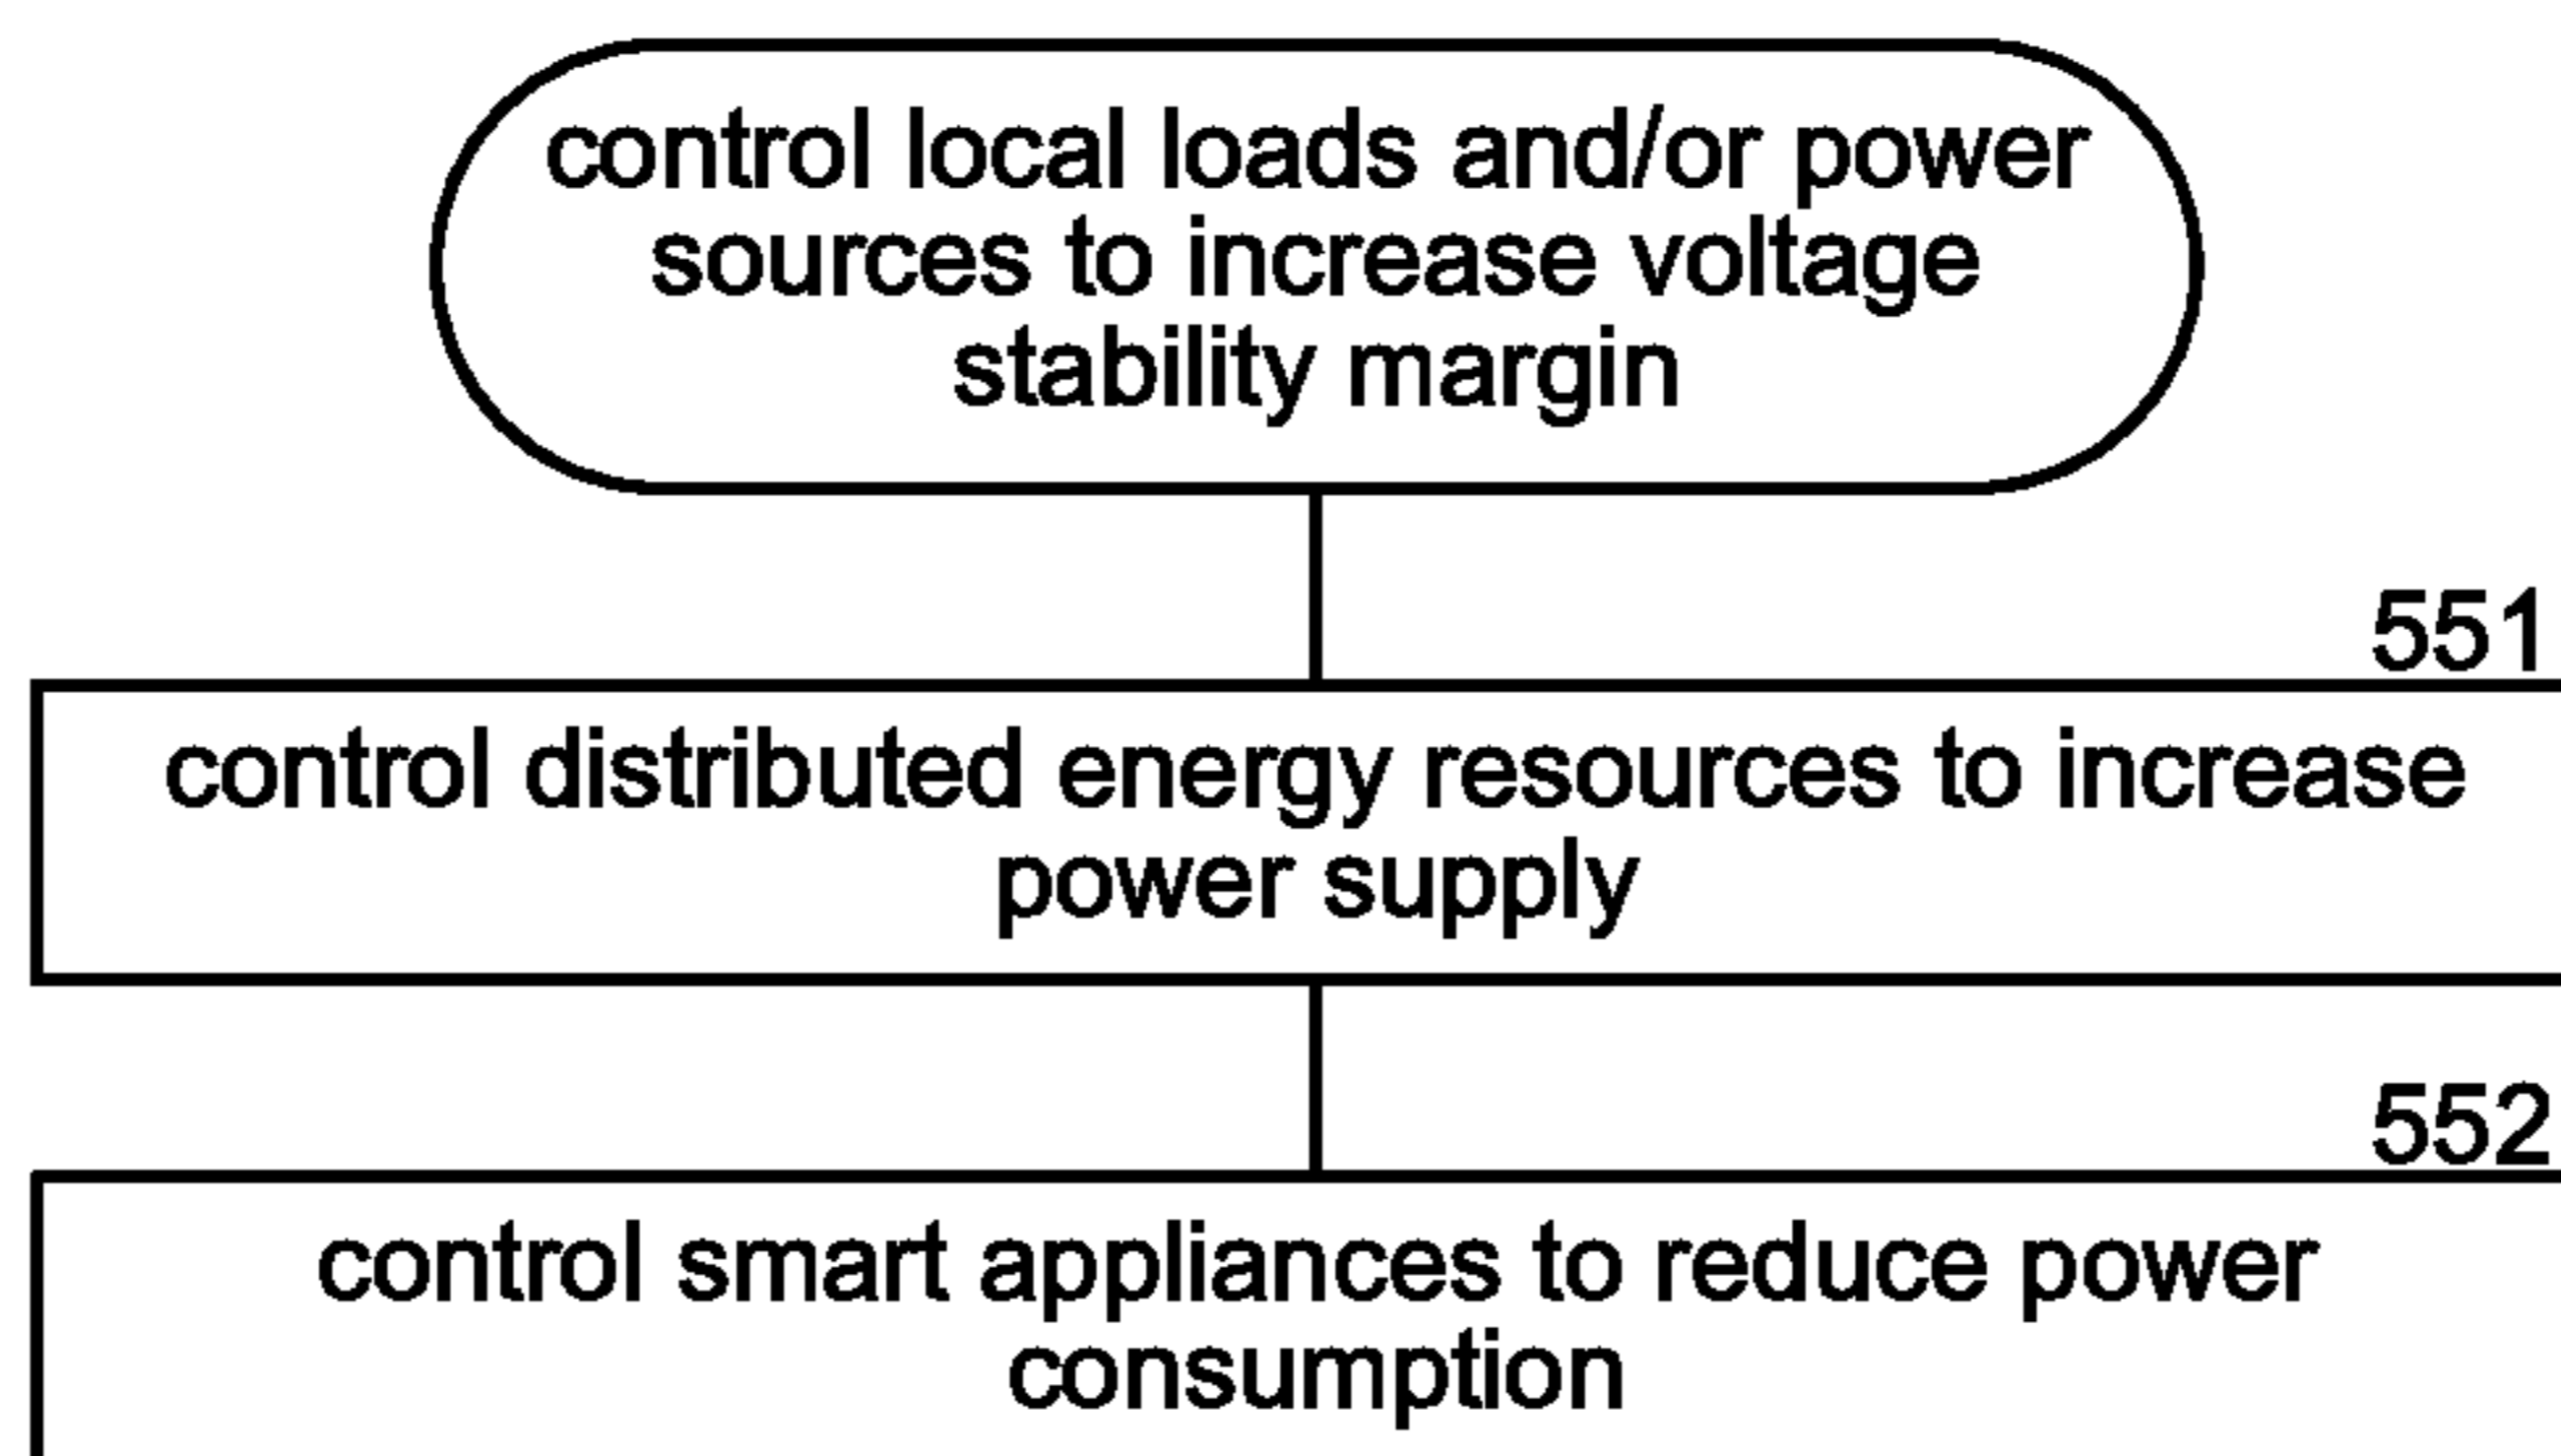 control local loads and/or power
sources to increase voltage
stability margin
551
control distributed energy resources to increase
power supply
552
control smart appliances to reduce power
consumption